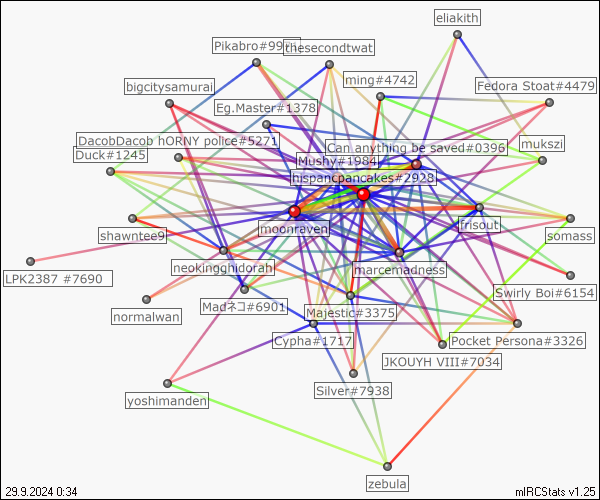 eliakith
Pikabro#99
thesecondtwat
ming#4742
Fedora Stoat#4479
bigcitysamurai
Eg.Master#1378
DacobDacob hORNY police#5271
Can anything be saved#0396
mukszi
Duck#1245
Mushy#1984
hispancpancakes#2928
moonraven
frisout
shawntee9
somass
neokingghidorah
marcemadness
LPK2387 #7690
Swirly Boi#6154
normalwan
Madネコ#6901
Majestic#3375
Cypha#1717
Pocket Persona#3326
JKOUYH VIII#7034
Silver#7938
yoshimanden
zebula
29.9.2024 0:34
mIRCStats v1.25